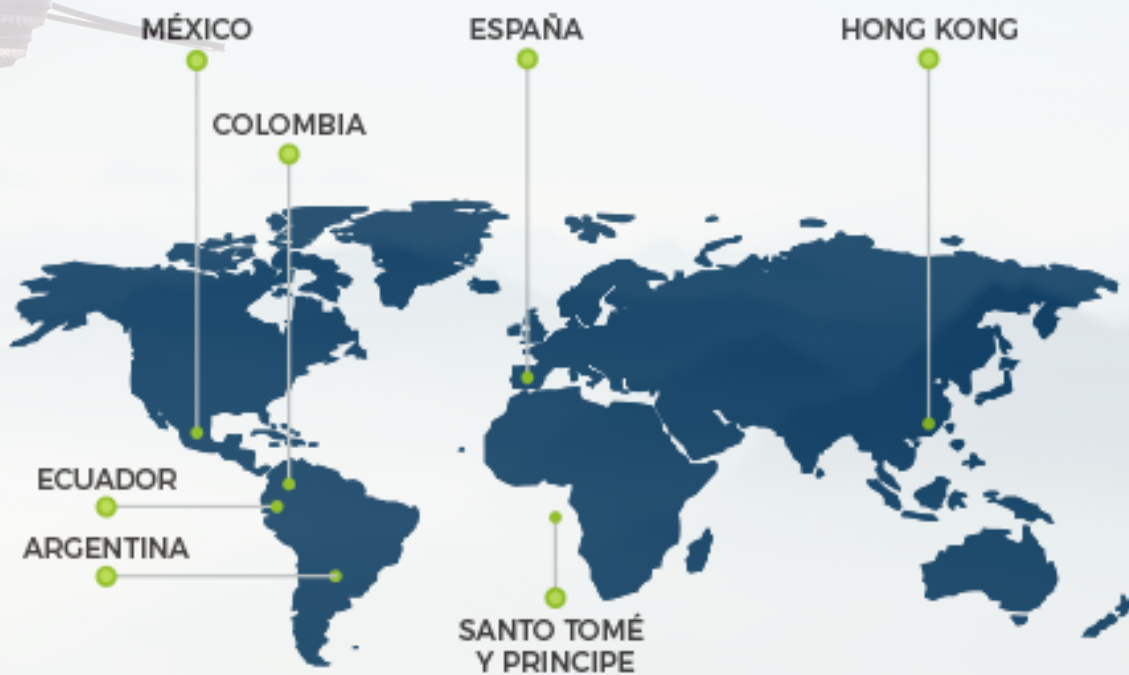 MÉXICO
ESPAÑA
HONG KONG
COLOMBIA
ECUADOR
ARGENTINA
SANTO TOMÉ
Y PRINCIPE